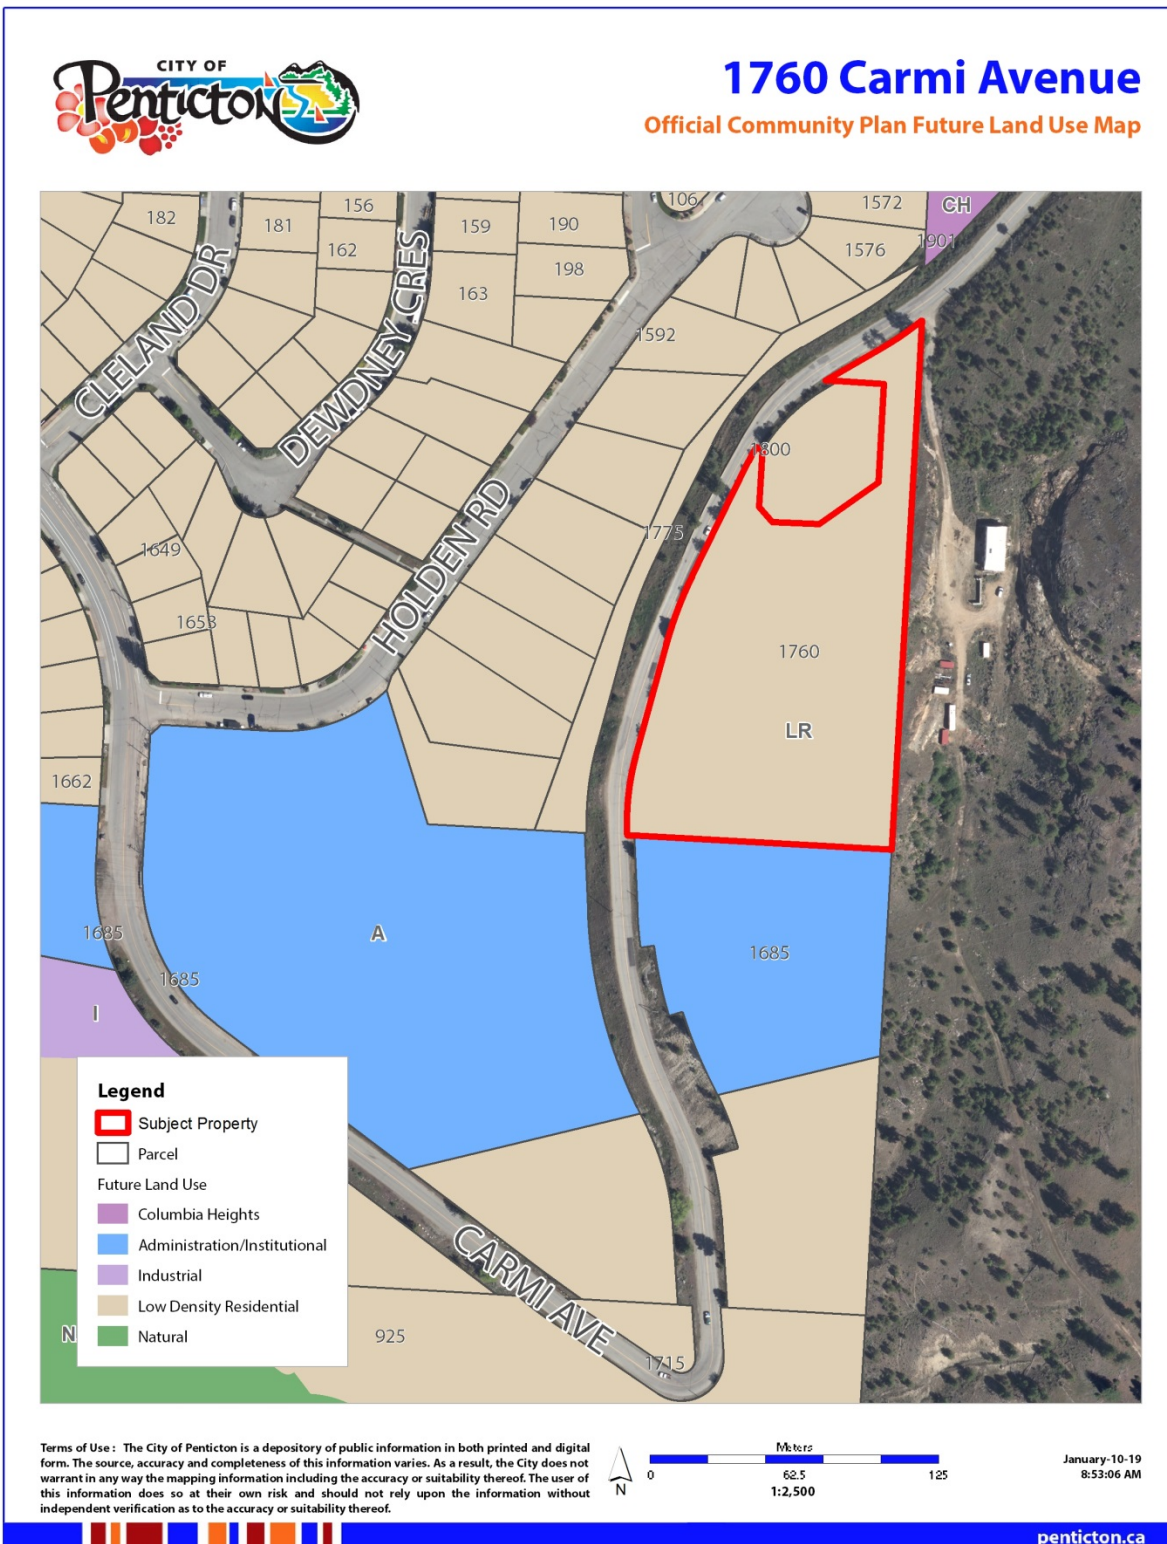 CITY OF
Penticton
1760 Carmi Avenue
Official Community Plan Future Land Use Map
182
181
156
162
159
163
190
198
106
1572
1576
CH
1901
1592
CLELAND DR
DEWDNEY CRES
HOLDEN RD
1800
1775
1649
1653
1760
LR
1662
A
1685
1685
1685
I
CARMI AVE
N
925
1715
Legend
Subject Property
Parcel
Future Land Use
Columbia Heights
Administration/Institutional
Industrial
Low Density Residential
Natural
Terms of Use : The City of Penticton is a depository of public information in both printed and digital
form. The source, accuracy and completeness of this information varies. As a result, the City does not
warrant in any way the mapping information including the accuracy or suitability thereof. The user of
this information does so at their own risk and should not rely upon the information without
independent verification as to the accuracy or suitability thereof.
N
Meters
0 62.5 125
1:2,500
January-10-19
8:53:06 AM
penticton.ca